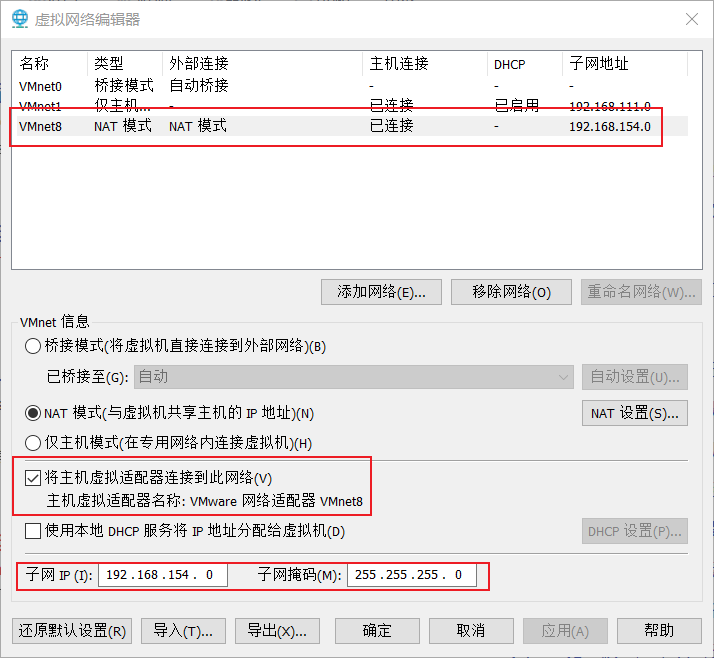 虚拟网络编辑器
名称 类型 外部连接 主机连接 DHCP 子网地址
VMnet0 桥接模式 自动桥接 - - -
VMnet1 仅主机... - 已连接 已启用 192.168.111.0
VMnet8 NAT 模式 NAT 模式 已连接 - 192.168.154.0
添加网络(E)... 移除网络(O) 重命名网络(W)...
VMnet 信息
桥接模式(将虚拟机直接连接到外部网络)(B)
已桥接至(G): 自动 自动设置(U)...
NAT 模式(与虚拟机共享主机的 IP 地址)(N) NAT 设置(S)...
仅主机模式(在专用网络内连接虚拟机)(H)
将主机虚拟适配器连接到此网络(V)
主机虚拟适配器名称: VMware 网络适配器 VMnet8
使用本地 DHCP 服务将 IP 地址分配给虚拟机(D) DHCP 设置(P)...
子网 IP (I): 192 . 168 . 154 . 0 子网掩码(M): 255 . 255 . 255 . 0
还原默认设置(R) 导入(T)... 导出(X)... 确定 取消 应用(A) 帮助